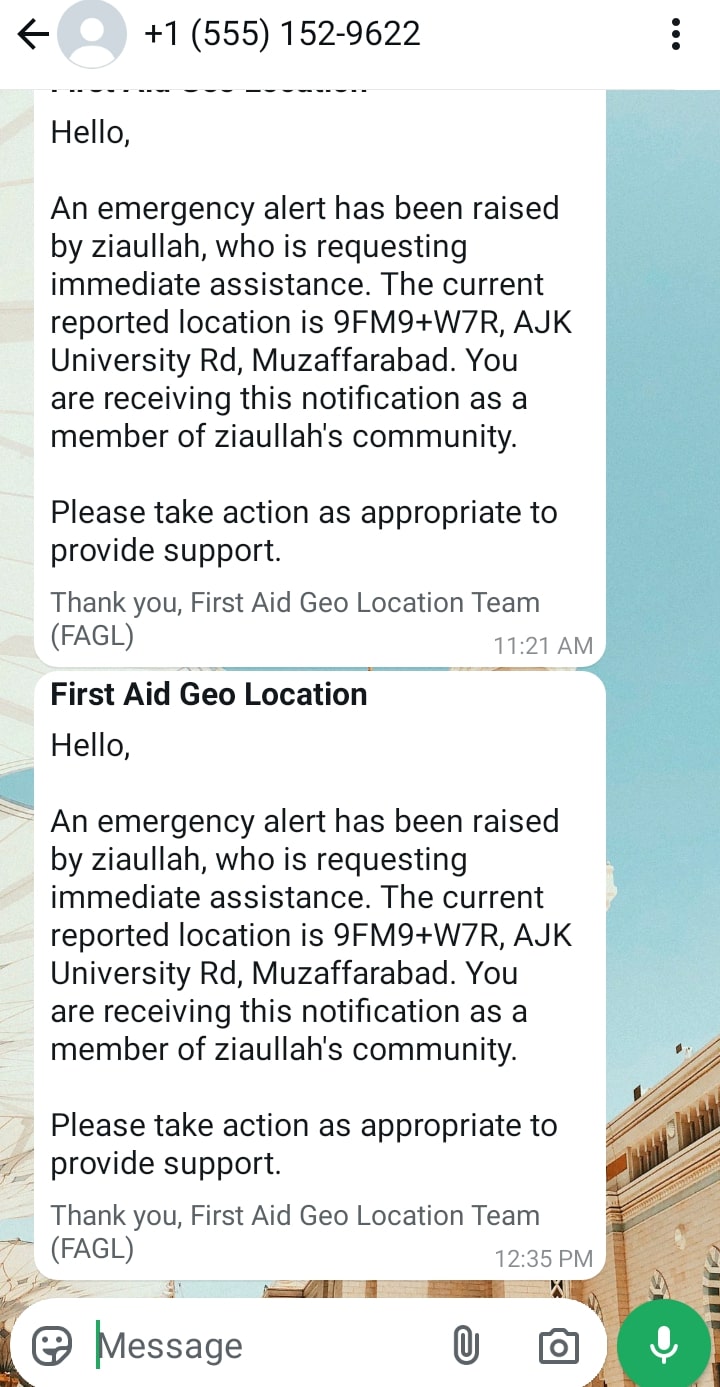 +1 (555) 152-9622
First Aid Geo Location
Hello,
An emergency alert has been raised
by ziaullah, who is requesting
immediate assistance. The current
reported location is 9FM9+W7R, AJK
University Rd, Muzaffarabad. You
are receiving this notification as a
member of ziaullah's community.
Please take action as appropriate to
provide support.
Thank you, First Aid Geo Location Team
(FAGL)
11:21 AM
First Aid Geo Location
Hello,
An emergency alert has been raised
by ziaullah, who is requesting
immediate assistance. The current
reported location is 9FM9+W7R, AJK
University Rd, Muzaffarabad. You
are receiving this notification as a
member of ziaullah's community.
Please take action as appropriate to
provide support.
Thank you, First Aid Geo Location Team
(FAGL)
12:35 PM
Message